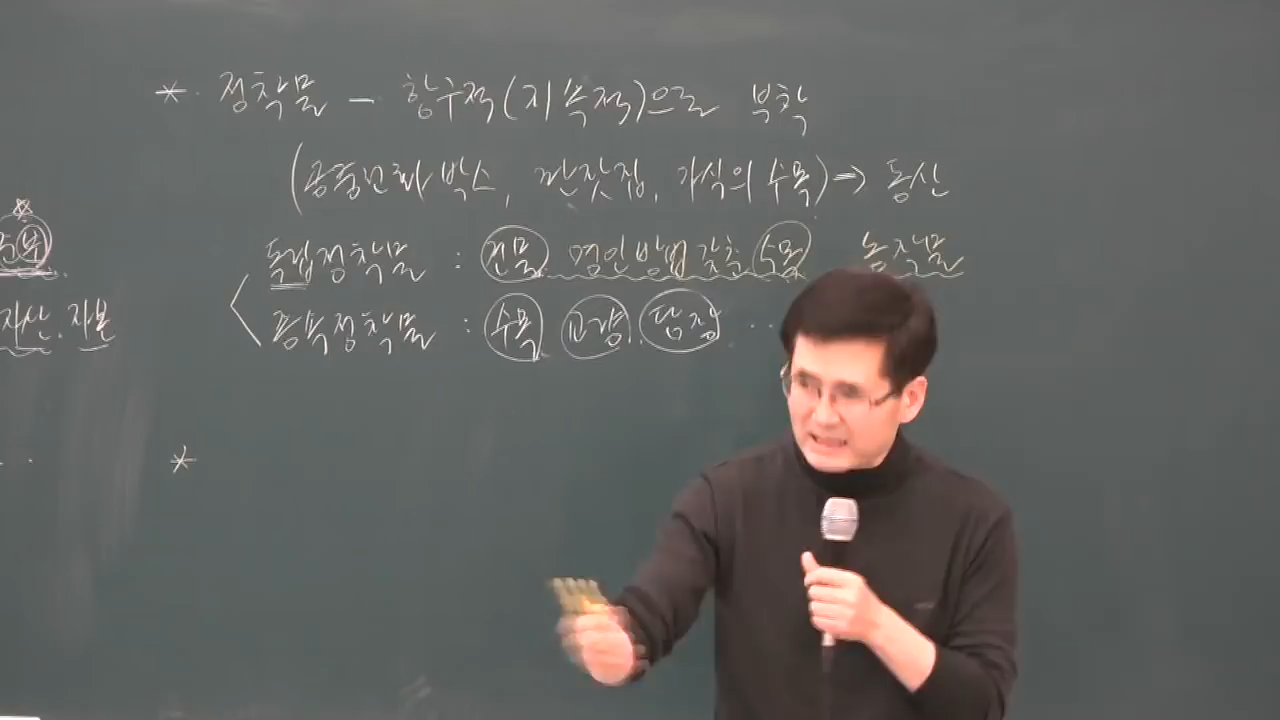 * 정착물 - 항구적(지속적)으로 부착
(공중전화 박스, 판잣집, 가식의 수목) → 동산
독립정착물 : 건물 명인방법 갖춘 수목 농작물
종속정착물 : 수목, 교량, 담장 ...
자산. 자본
*